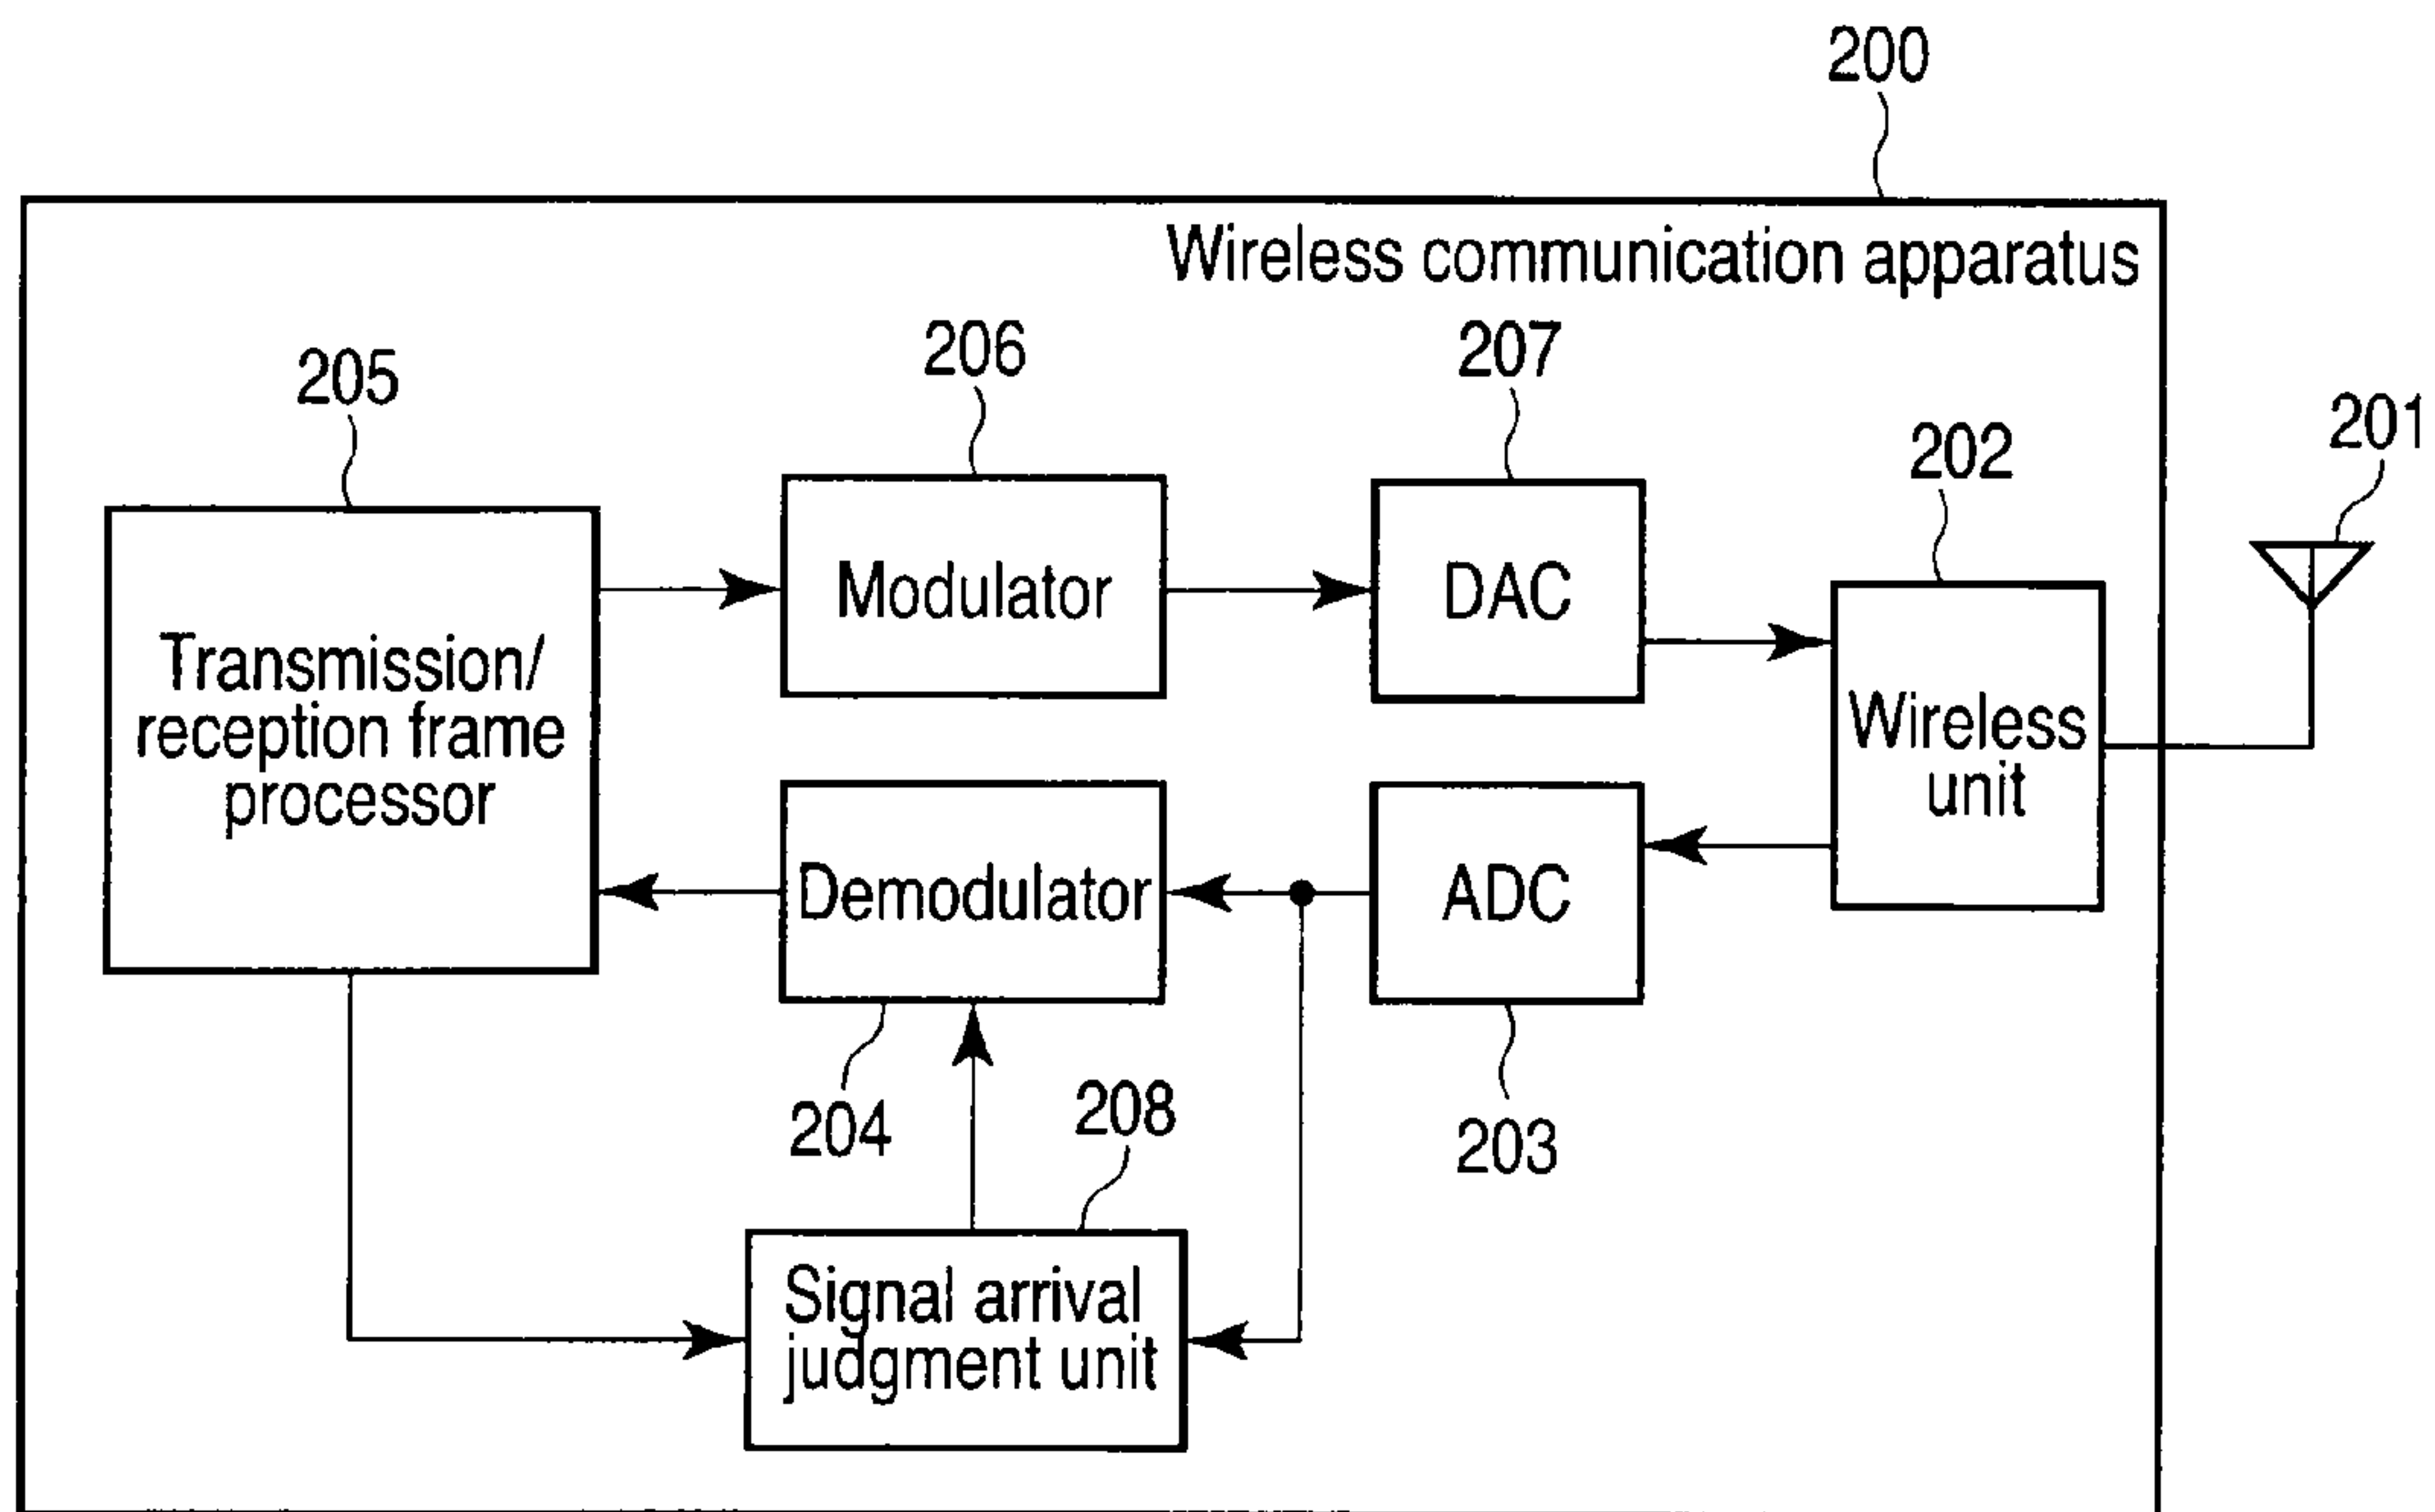 200
Wireless communication apparatus
205
206
207
202
201
Transmission/
reception frame
processor
Modulator
DAC
Wireless
unit
Demodulator
ADC
204
208
203
Signal arrival
judgment unit